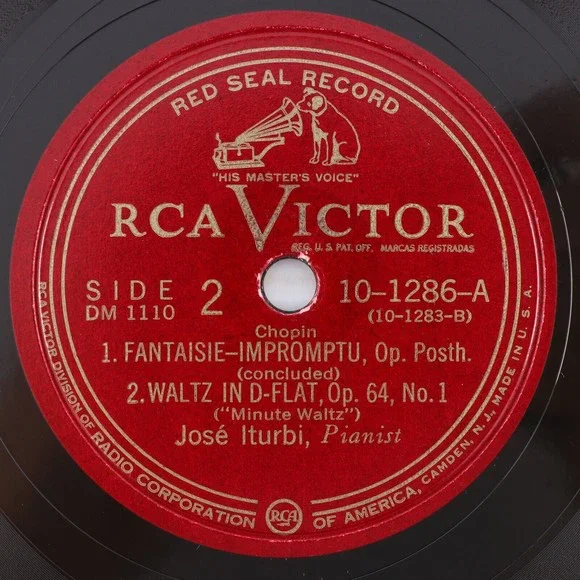 RED SEAL RECORD
"HIS MASTER'S VOICE"
RCA VICTOR
REG. U. S. PAT. OFF. MARCAS REGISTRADAS
SIDE 2
DM 1110
10-1286-A
(10-1283-B)
Chopin
1. FANTAISIE-IMPROMPTU, Op. Posth.
(concluded)
2. WALTZ IN D-FLAT, Op. 64, No. 1
("Minute Waltz")
José Iturbi, Pianist
RCA VICTOR DIVISION OF RADIO CORPORATION OF AMERICA, CAMDEN, N. J., MADE IN U. S. A.
RCA